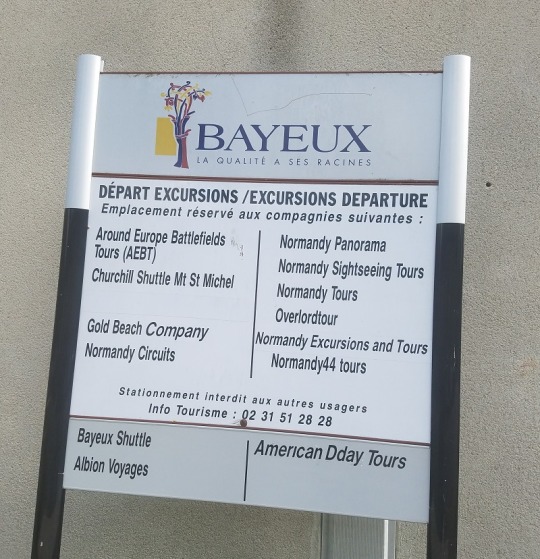 BAYEUX
LA QUALITÉ A SES RACINES
DÉPART EXCURSIONS /EXCURSIONS DEPARTURE
Emplacement réservé aux compagnies suivantes :
Around Europe Battlefields
Tours (AEBT)
Churchill Shuttle Mt St Michel
Gold Beach Company
Normandy Circuits
Normandy Panorama
Normandy Sightseeing Tours
Normandy Tours
Overlordtour
Normandy Excursions and Tours
Normandy44 tours
Stationnement interdit aux autres usagers
Info Tourisme : 02 31 51 28 28
Bayeux Shuttle
Albion Voyages
American Dday Tours